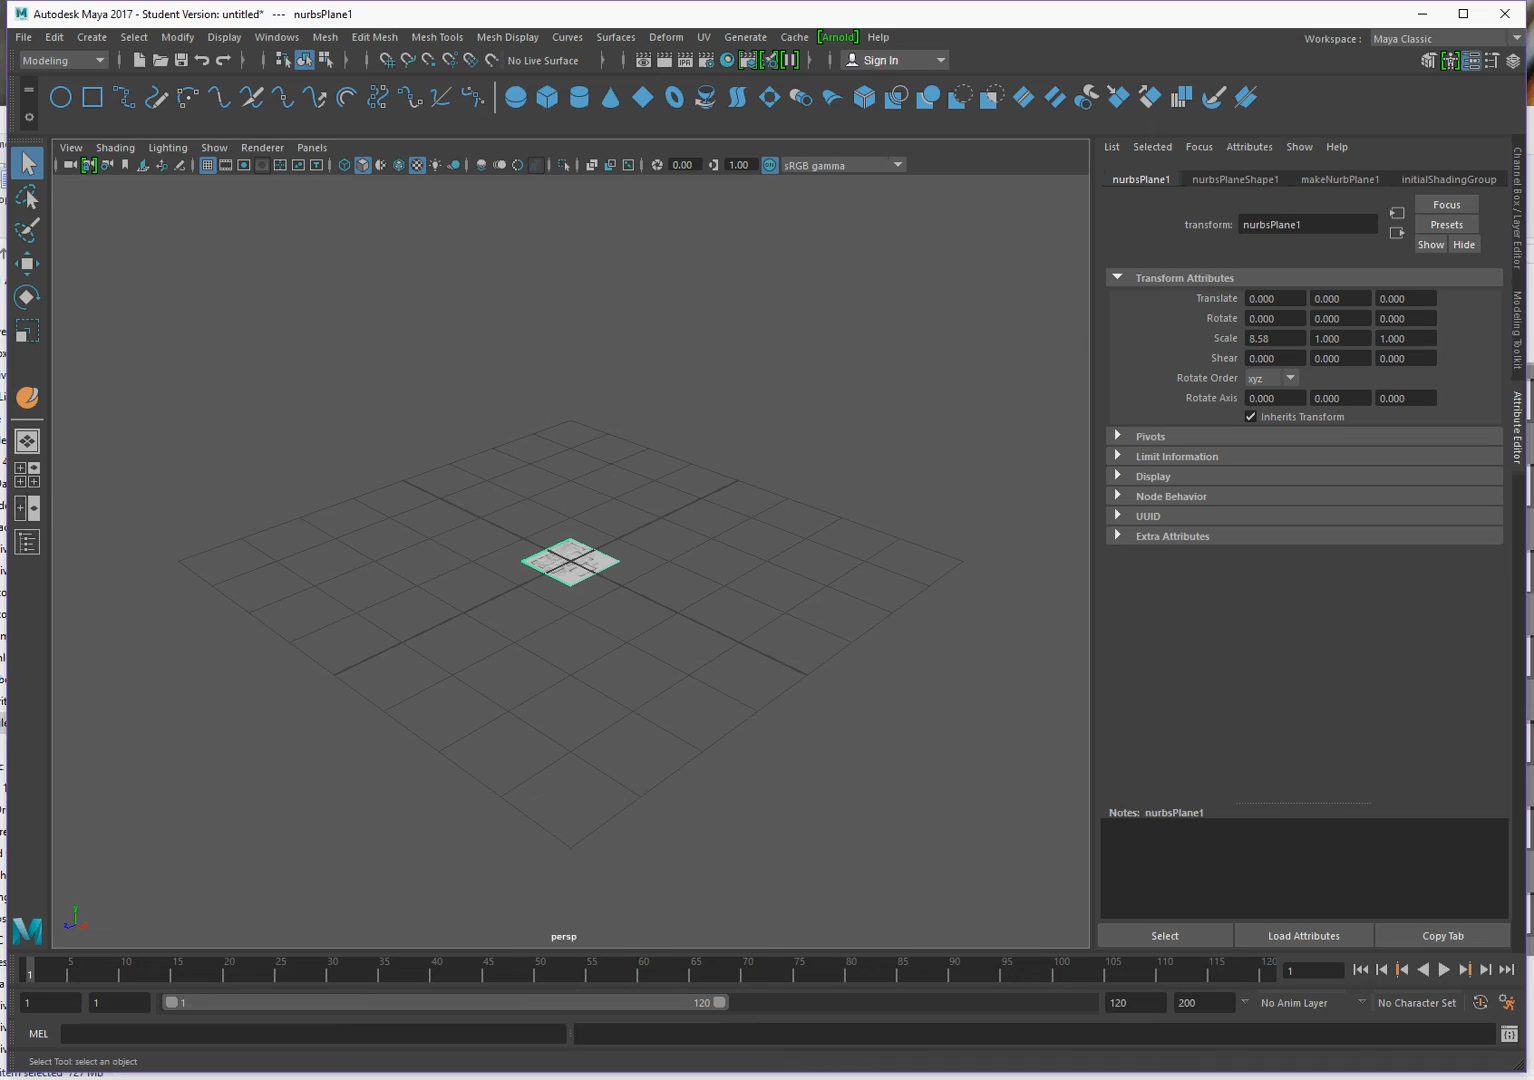 Autodesk Maya 2017 - Student Version: untitled* --- nurbsPlane1
File Edit Create Select Modify Display Windows Mesh Edit Mesh Mesh Tools Mesh Display Curves Surfaces Deform UV Generate Cache [Arnold] Help
Workspace : Maya Classic
Modeling No Live Surface Sign In
View Shading Lighting Show Renderer Panels
0.00 1.00 sRGB gamma
List Selected Focus Attributes Show Help
nurbsPlane1 nurbsPlaneShape1 makeNurbPlane1 initialShadingGroup
Focus
transform: nurbsPlane1 Presets
Show Hide
Transform Attributes
Translate 0.000 0.000 0.000
Rotate 0.000 0.000 0.000
Scale 8.58 1.000 1.000
Shear 0.000 0.000 0.000
Rotate Order xyz
Rotate Axis 0.000 0.000 0.000
Inherits Transform
Pivots
Limit Information
Display
Node Behavior
UUID
Extra Attributes
Channel Box / Layer Editor
Modeling Toolkit
Attribute Editor
Notes: nurbsPlane1
Select Load Attributes Copy Tab
persp
1 5 10 15 20 25 30 35 40 45 50 55 60 65 70 75 80 85 90 95 100 105 110 115 120 1
1 1 1 120 120 200 No Anim Layer No Character Set
MEL
Select Tool: select an object